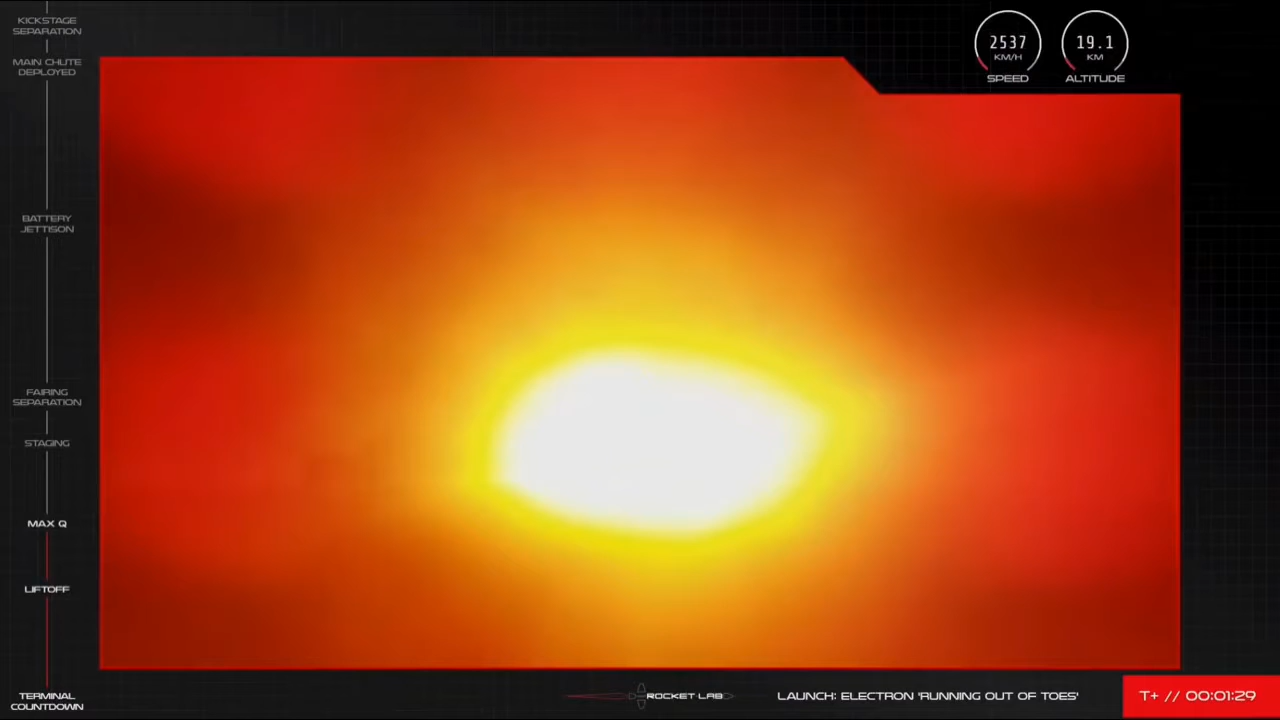 KICKSTAGE
SEPARATION
MAIN CHUTE
DEPLOYED
BATTERY
JETTISON
FAIRING
SEPARATION
STAGING
MAX Q
LIFTOFF
TERMINAL
COUNTDOWN
2537
KM/H
SPEED
19.1
KM
ALTITUDE
ROCKET LAB
LAUNCH: ELECTRON 'RUNNING OUT OF TOES'
T+ // 00:01:29